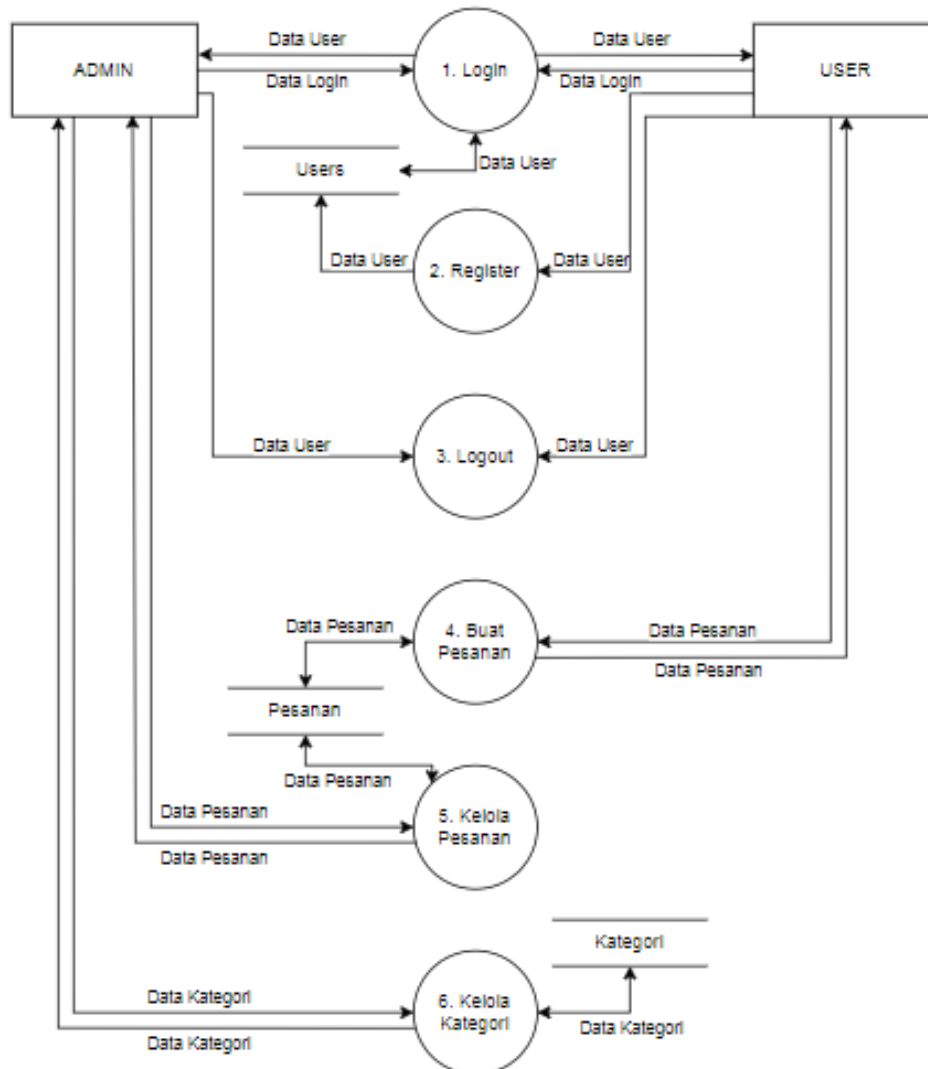 Data User
Data User
ADMIN
1. Login
USER
Data Login
Data Login
Users
Data User
Data User
2. Register
Data User
Data User
3. Logout
Data User
Data Pesanan
4. Buat
Pesanan
Data Pesanan
Data Pesanan
Pesanan
Data Pesanan
Data Pesanan
5. Kelola
Pesanan
Data Pesanan
Kategori
Data Kategori
6. Kelola
Kategori
Data Kategori
Data Kategori